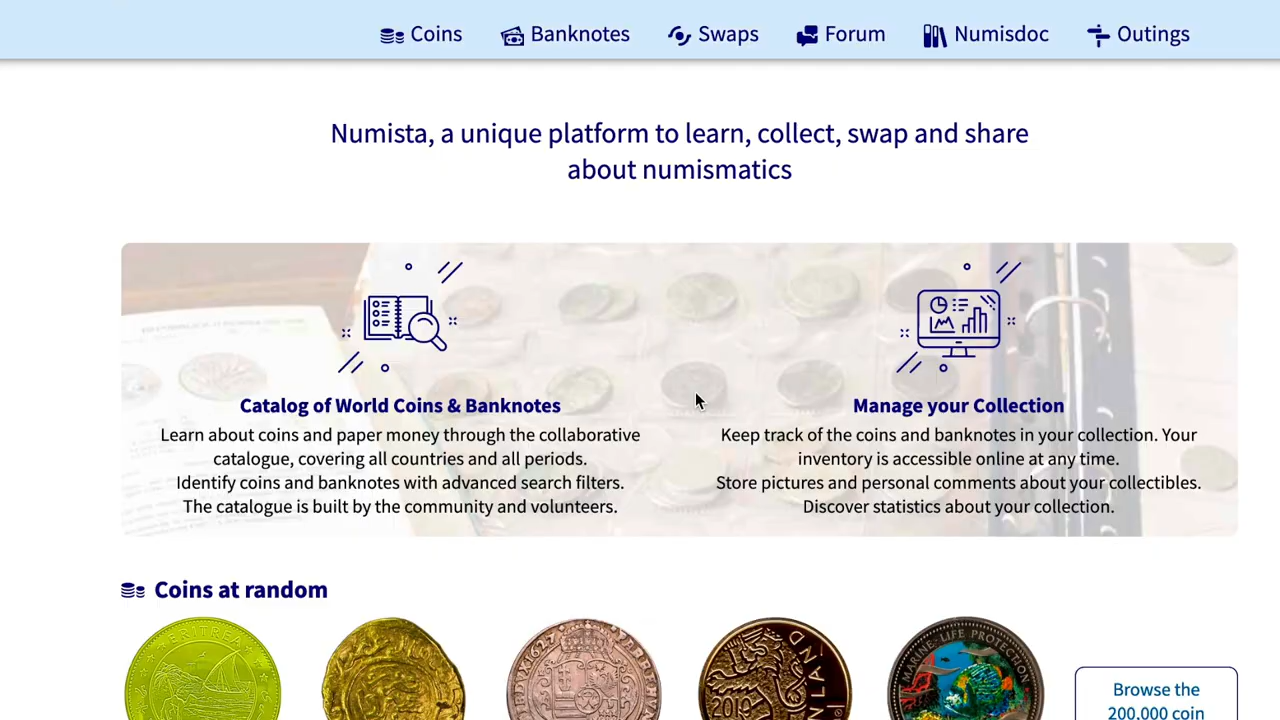 Coins Banknotes Swaps Forum Numisdoc Outings
Numista, a unique platform to learn, collect, swap and share
about numismatics
Catalog of World Coins & Banknotes
Learn about coins and paper money through the collaborative
catalogue, covering all countries and all periods.
Identify coins and banknotes with advanced search filters.
The catalogue is built by the community and volunteers.
Manage your Collection
Keep track of the coins and banknotes in your collection. Your
inventory is accessible online at any time.
Store pictures and personal comments about your collectibles.
Discover statistics about your collection.
Coins at random
ERITREA
MARINE-LIFE PROTECTION
Browse the
200,000 coin